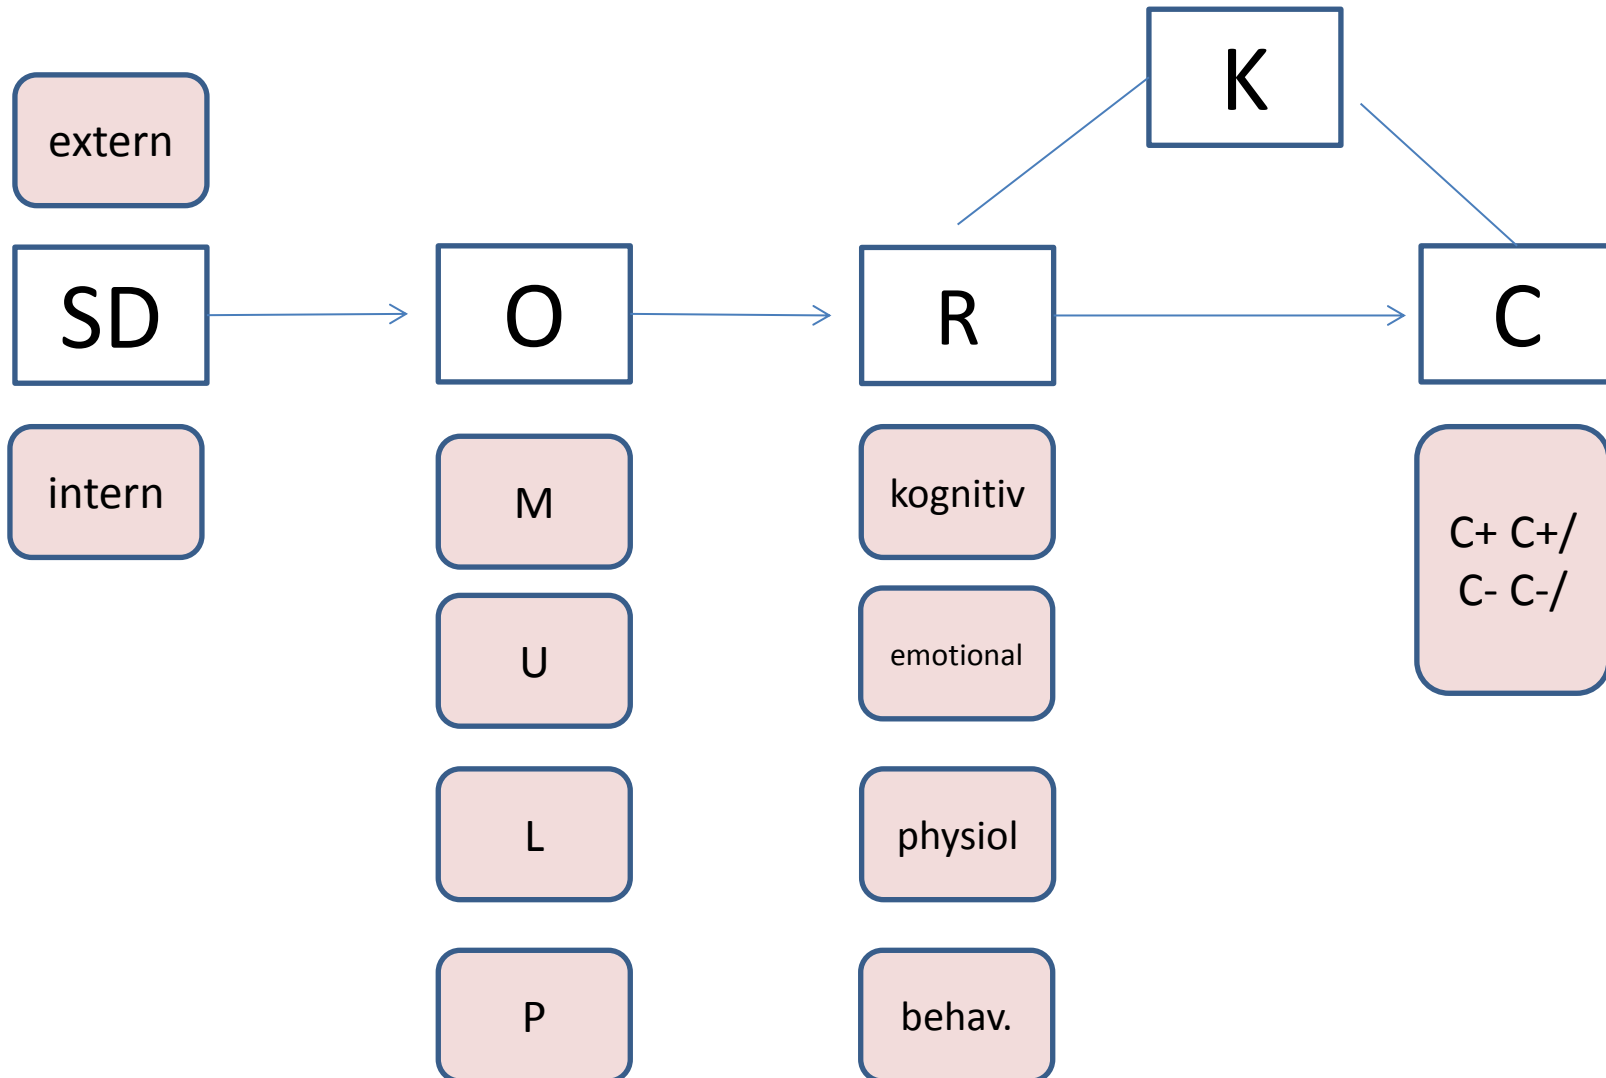 K
extern
SD
O
R
C
intern
M
U
L
P
kognitiv
emotional
physiol
behav.
C+ C+/
C- C-/